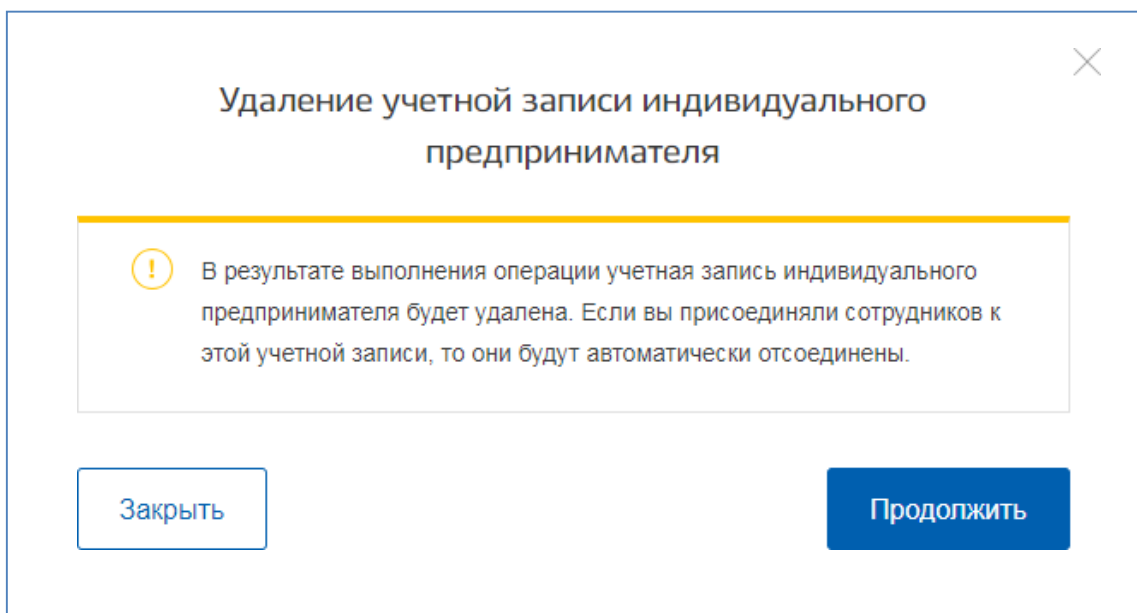 Удаление учетной записи индивидуального
предпринимателя
! В результате выполнения операции учетная запись индивидуального
предпринимателя будет удалена. Если вы присоединяли сотрудников к
этой учетной записи, то они будут автоматически отсоединены.
Закрыть
Продолжить